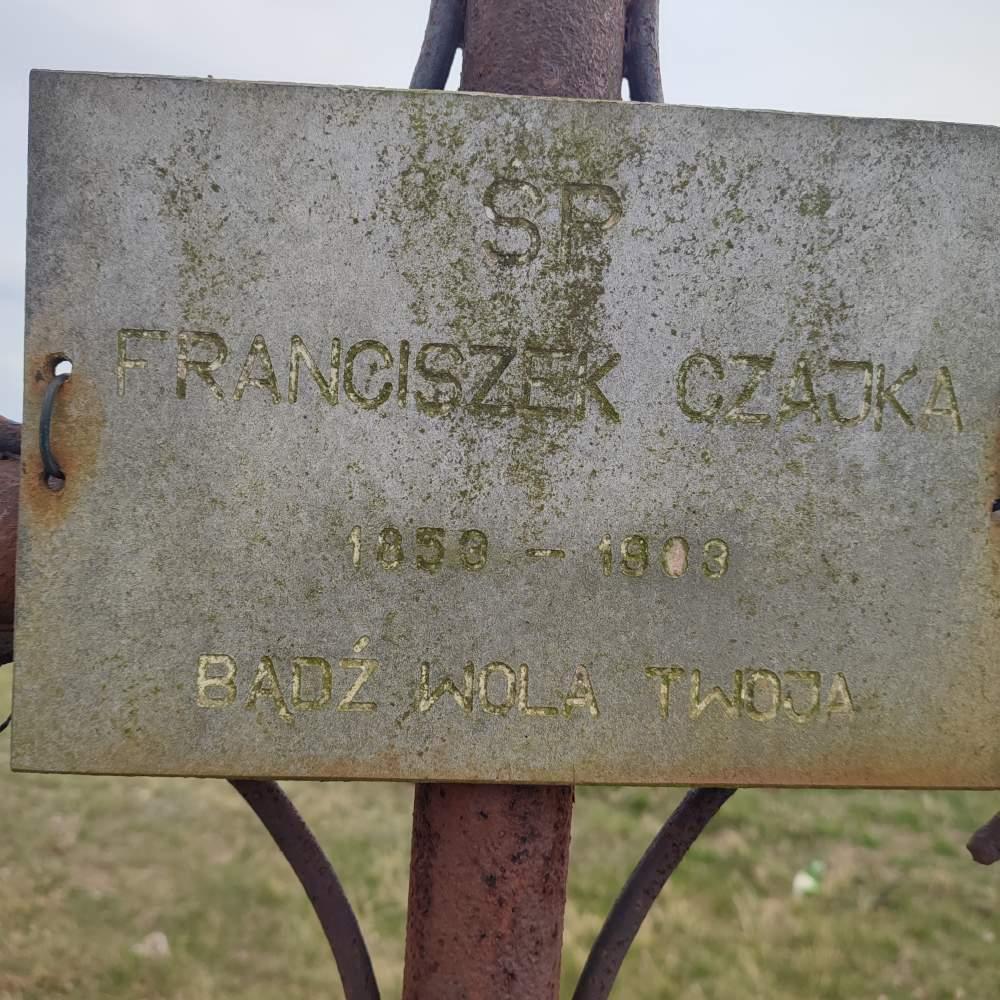 ŚP
FRANCISZEK CZAJKA
1853 – 1903
BĄDŹ WOLA TWOJA